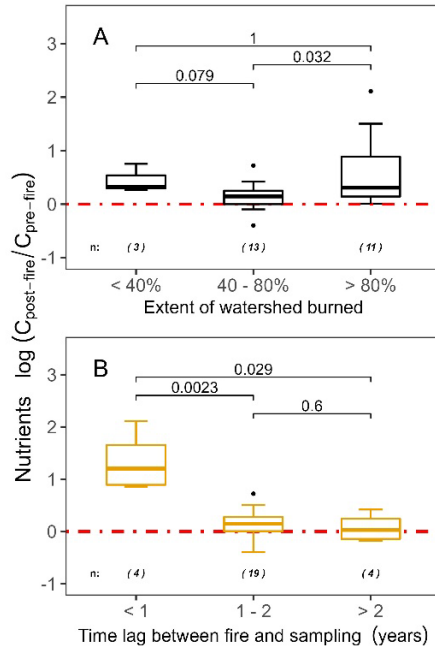 Nutrients log (Cpost−fire/Cpre−fire)
A
3
2
1
0
-1
1
0.079
0.032
n: (3) (13) (11)
< 40% 40 - 80% > 80%
Extent of watershed burned
B
3
2
1
0
-1
0.029
0.0023
0.6
n: (4) (19) (4)
< 1 1 - 2 > 2
Time lag between fire and sampling (years)